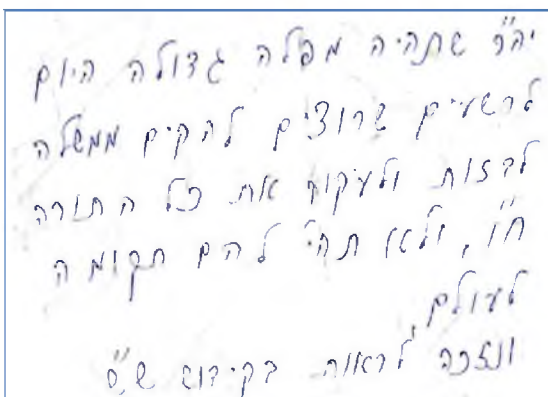 יה"ר שתהיה מפלה גדולה היום
לרשעים שרוצים להקים ממשלה
לבזות ולעקור את כל התורה
ח"ו, ולא תהי' להם תקומה
לעולם,
ונזכה לראות בקידוש ש"ש